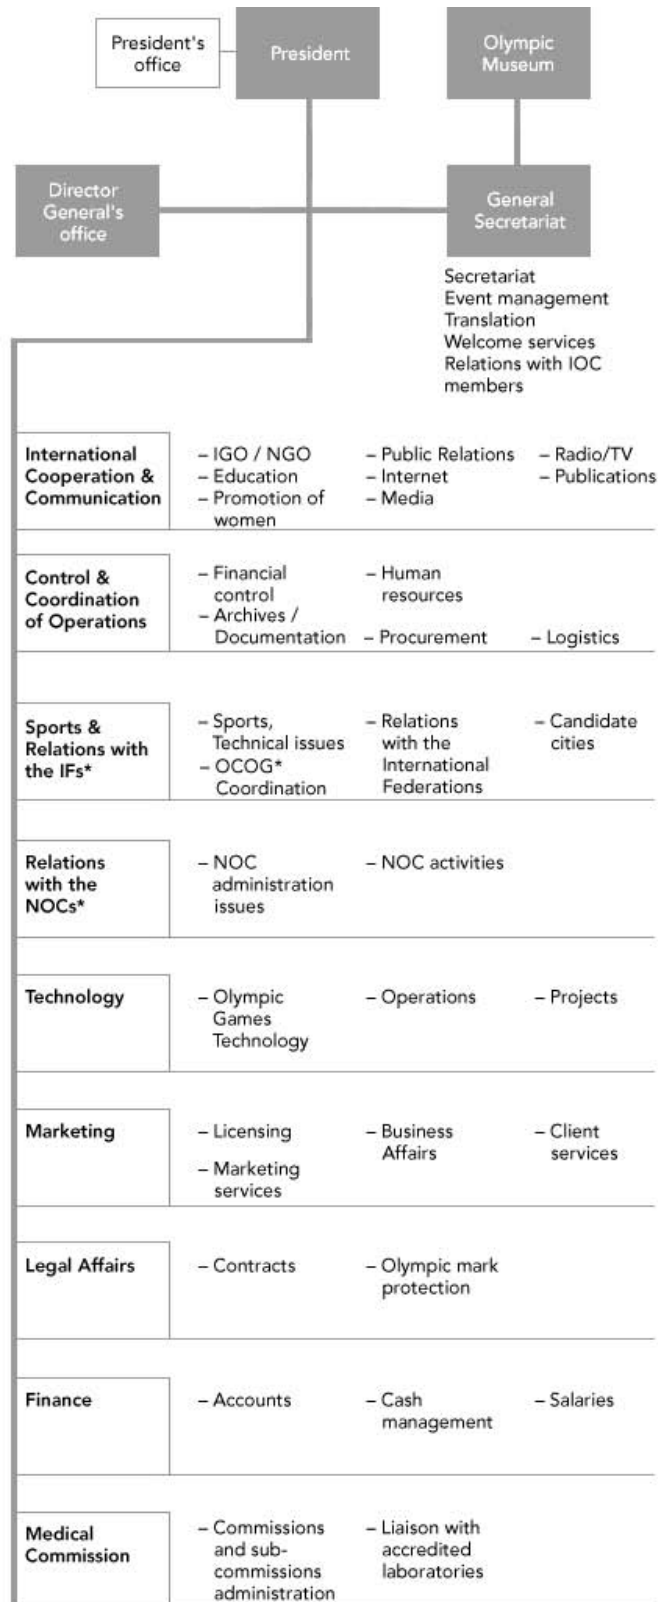 President's
office
President
Olympic
Museum
Director
General's
office
General
Secretariat
Secretariat
Event management
Translation
Welcome services
Relations with IOC
members
International
Cooperation &
Communication
– IGO / NGO
– Education
– Promotion of
women
– Public Relations
– Internet
– Media
– Radio/TV
– Publications
Control &
Coordination
of Operations
– Financial
control
– Archives /
Documentation
– Human
resources
– Procurement
– Logistics
Sports &
Relations with
the IFs*
– Sports,
Technical issues
– OCOG*
Coordination
– Relations
with the
International
Federations
– Candidate
cities
Relations
with the
NOCs*
– NOC
administration
issues
– NOC activities
Technology
– Olympic
Games
Technology
– Operations
– Projects
Marketing
– Licensing
– Marketing
services
– Business
Affairs
– Client
services
Legal Affairs
– Contracts
– Olympic mark
protection
Finance
– Accounts
– Cash
management
– Salaries
Medical
Commission
– Commissions
and sub-
commissions
administration
– Liaison with
accredited
laboratories